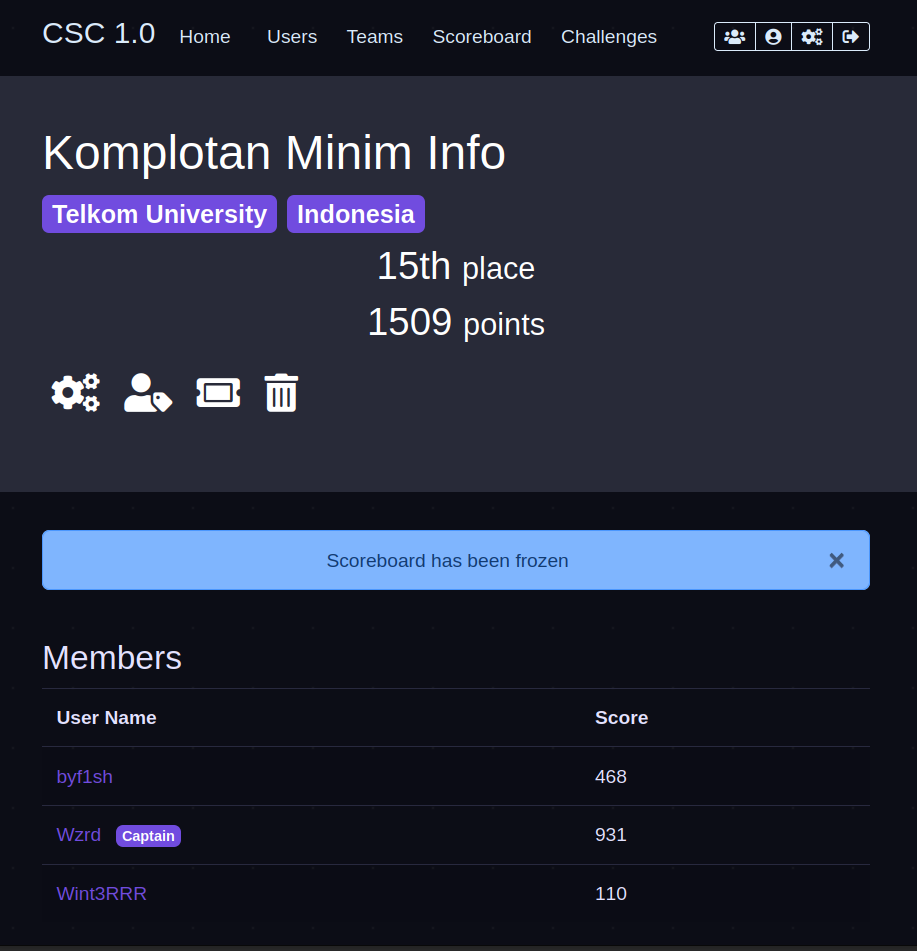 CSC 1.0 Home Users Teams Scoreboard Challenges
Komplotan Minim Info
Telkom University Indonesia
15th place
1509 points
Scoreboard has been frozen
Members
User Name Score
byf1sh 468
Wzrd Captain 931
Wint3RRR 110